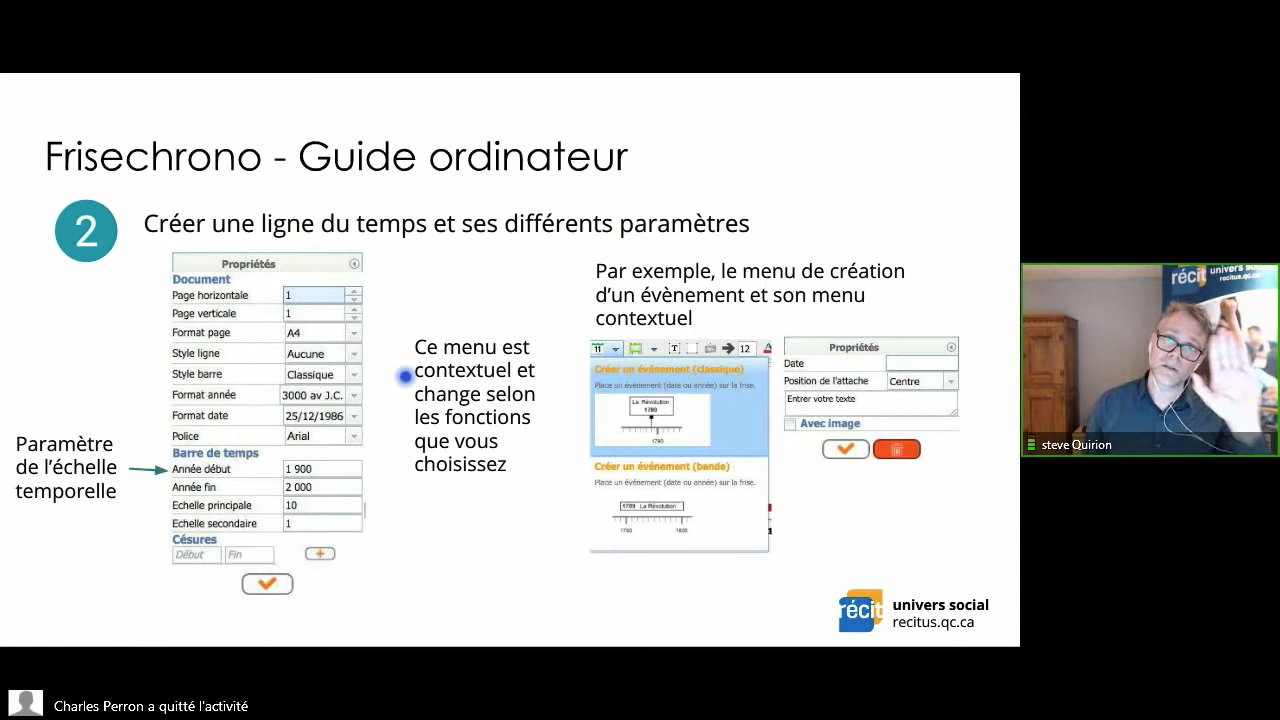 Frisechrono - Guide ordinateur
2
Créer une ligne du temps et ses différents paramètres
Propriétés
Document
Page horizontale 1
Page verticale 1
Format page A4
Style ligne Aucune
Style barre Classique
Format année 3000 av J.C.
Format date 25/12/1986
Police Arial
Barre de temps
Année début 1 900
Année fin 2 000
Echelle principale 10
Echelle secondaire 1
Césures
Début Fin
Paramètre
de l'échelle
temporelle
Ce menu est
contextuel et
change selon
les fonctions
que vous
choisissez
Par exemple, le menu de création
d'un évènement et son menu
contextuel
11 T 12 A
Créer un événement (classique)
Place un événement (date ou année) sur la frise.
La Révolution
1789
1790
Créer un événement (bande)
Place un événement (date ou année) sur la frise.
1789 La Révolution
1790 1800
Propriétés
Date
Position de l'attache Centre
Entrer votre texte
Avec image
récit
univers social
recitus.qc.ca
récit univers social
recitus.qc.ca
steve Quirion
Charles Perron a quitté l'activité